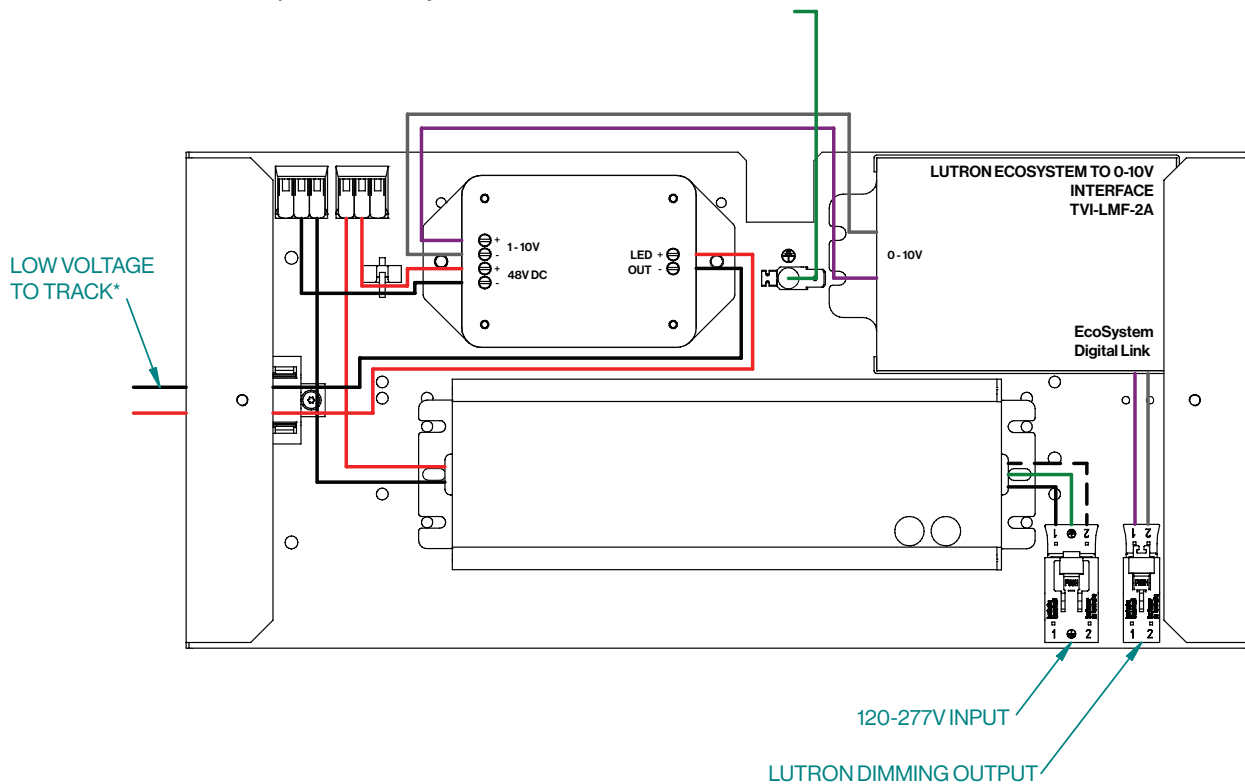 LUTRON ECOSYSTEM TO 0-10V
INTERFACE
TVI-LMF-2A
1 - 10V
LED +
OUT -
+
-
+
-
48V DC
0 - 10V
LOW VOLTAGE
TO TRACK*
EcoSystem
Digital Link
1 2
1 2
PUSH
PUSH
1 2
1 2
120-277V INPUT
LUTRON DIMMING OUTPUT